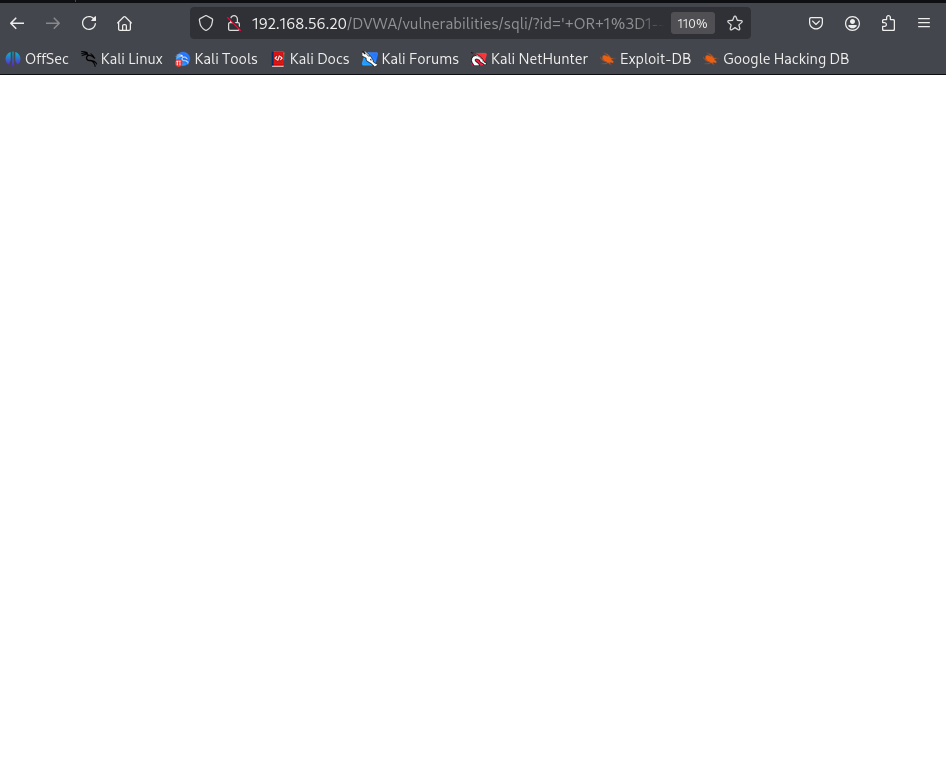 192.168.56.20/DVWA/vulnerabilities/sqli/?id='+OR+1%3D1-- 110%
OffSec Kali Linux Kali Tools Kali Docs Kali Forums Kali NetHunter Exploit-DB Google Hacking DB